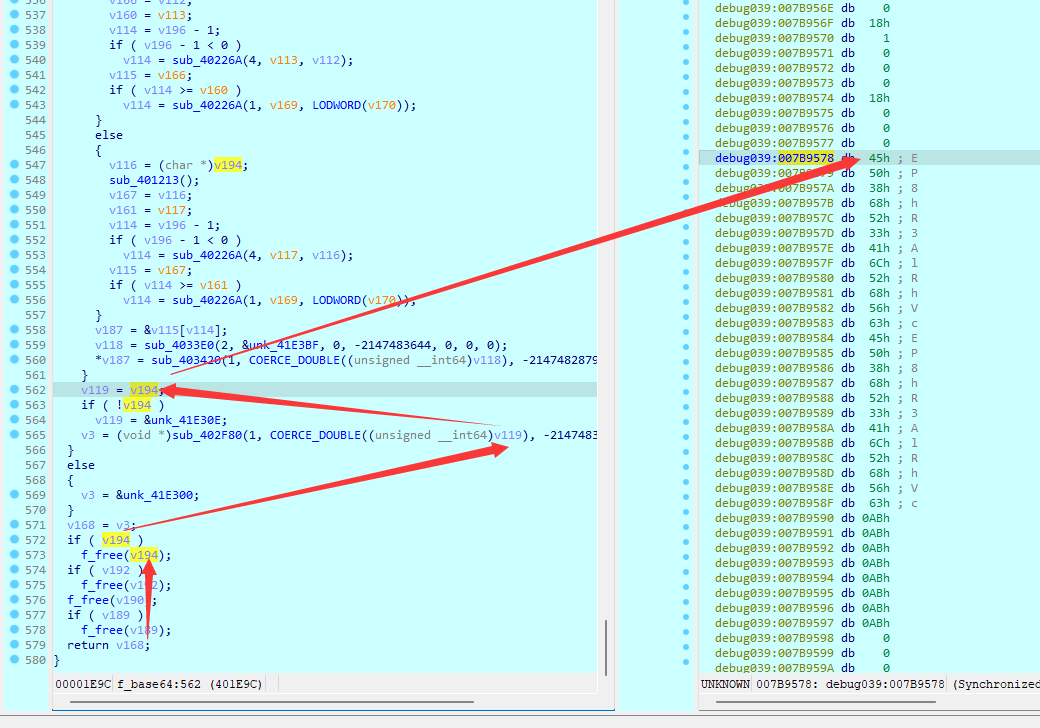 536 v166 = v112;
537 v160 = v113;
538 v114 = v196 - 1;
539 if ( v196 - 1 < 0 )
540 v114 = sub_40226A(4, v113, v112);
541 v115 = v166;
542 if ( v114 >= v160 )
543 v114 = sub_40226A(1, v169, LODWORD(v170));
544 }
545 else
546 {
547 v116 = (char *)v194;
548 sub_401213();
549 v167 = v116;
550 v161 = v117;
551 v114 = v196 - 1;
552 if ( v196 - 1 < 0 )
553 v114 = sub_40226A(4, v117, v116);
554 v115 = v167;
555 if ( v114 >= v161 )
556 v114 = sub_40226A(1, v169, LODWORD(v170));
557 }
558 v187 = &v115[v114];
559 v118 = sub_4033E0(2, &unk_41E3BF, 0, -2147483644, 0, 0, 0);
560 *v187 = sub_403420(1, COERCE_DOUBLE((unsigned __int64)v118), -2147482879
561 }
562 v119 = v194;
563 if ( !v194 )
564 v119 = &unk_41E30E;
565 v3 = (void *)sub_402F80(1, COERCE_DOUBLE((unsigned __int64)v119), -2147483
566 }
567 else
568 {
569 v3 = &unk_41E300;
570 }
571 v168 = v3;
572 if ( v194 )
573 f_free(v194);
574 if ( v192 )
575 f_free(v192);
576 f_free(v190);
577 if ( v189 )
578 f_free(v189);
579 return v168;
580 }
00001E9C f_base64:562 (401E9C)
debug039:007B956E db 0
debug039:007B956F db 18h
debug039:007B9570 db 1
debug039:007B9571 db 0
debug039:007B9572 db 0
debug039:007B9573 db 0
debug039:007B9574 db 18h
debug039:007B9575 db 0
debug039:007B9576 db 0
debug039:007B9577 db 0
debug039:007B9578 db 45h ; E
debug039:007B9579 db 50h ; P
debug039:007B957A db 38h ; 8
debug039:007B957B db 68h ; h
debug039:007B957C db 52h ; R
debug039:007B957D db 33h ; 3
debug039:007B957E db 41h ; A
debug039:007B957F db 6Ch ; l
debug039:007B9580 db 52h ; R
debug039:007B9581 db 68h ; h
debug039:007B9582 db 56h ; V
debug039:007B9583 db 63h ; c
debug039:007B9584 db 45h ; E
debug039:007B9585 db 50h ; P
debug039:007B9586 db 38h ; 8
debug039:007B9587 db 68h ; h
debug039:007B9588 db 52h ; R
debug039:007B9589 db 33h ; 3
debug039:007B958A db 41h ; A
debug039:007B958B db 6Ch ; l
debug039:007B958C db 52h ; R
debug039:007B958D db 68h ; h
debug039:007B958E db 56h ; V
debug039:007B958F db 63h ; c
debug039:007B9590 db 0ABh
debug039:007B9591 db 0ABh
debug039:007B9592 db 0ABh
debug039:007B9593 db 0ABh
debug039:007B9594 db 0ABh
debug039:007B9595 db 0ABh
debug039:007B9596 db 0ABh
debug039:007B9597 db 0ABh
debug039:007B9598 db 0
debug039:007B9599 db 0
debug039:007B959A db 0
UNKNOWN 007B9578: debug039:007B9578 (Synchronized